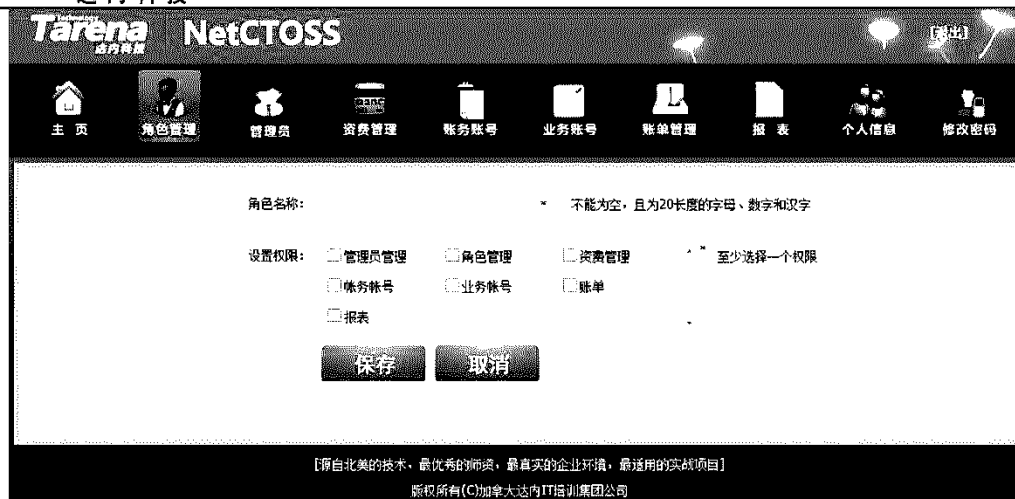 Tarena NetCTOSS
达内科技
[退出]
主 页 角色管理 管理员 资费管理 账务账号 业务账号 账单管理 报 表 个人信息 修改密码
角色名称: * 不能为空,且为20长度的字母、数字和汉字
设置权限: 管理员管理 角色管理 资费管理 * 至少选择一个权限
帐务帐号 业务帐号 账单
报表
保存 取消
[源自北美的技术,最优秀的师资,最真实的企业环境,最适用的实战项目]
版权所有(C)加拿大达内IT培训集团公司